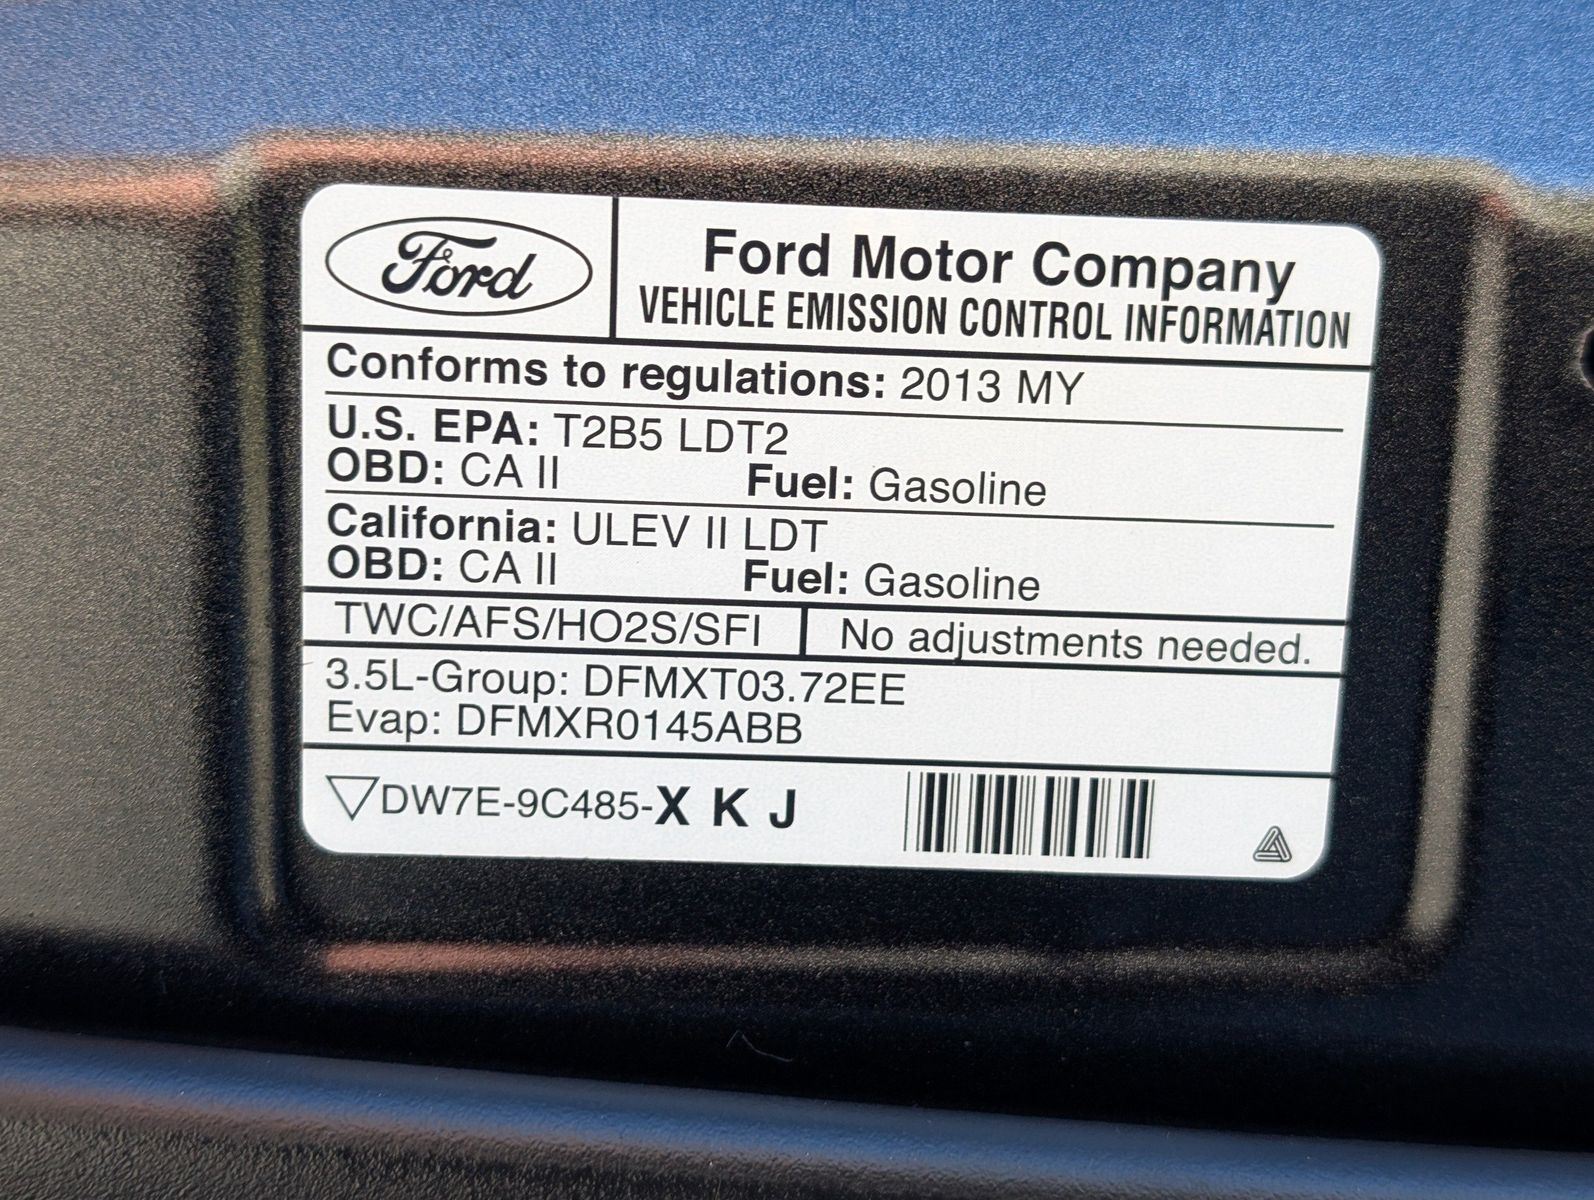 Ford
Ford Motor Company
VEHICLE EMISSION CONTROL INFORMATION
Conforms to regulations: 2013 MY
U.S. EPA: T2B5 LDT2
OBD: CA II Fuel: Gasoline
California: ULEV II LDT
OBD: CA II Fuel: Gasoline
TWC/AFS/HO2S/SFI No adjustments needed.
3.5L-Group: DFMXT03.72EE
Evap: DFMXR0145ABB
DW7E-9C485-X K J